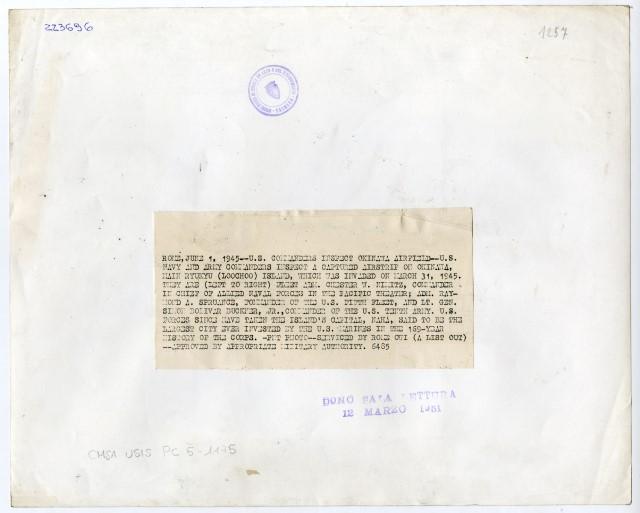 223696
1257
ROME, JUNE 1, 1945--U.S. COMMANDERS INSPECT OKINAWA AIRFIELD--U.S.
NAVY AND ARMY COMMANDERS INSPECT A CAPTURED AIRSTRIP ON OKINAWA,
MAIN RYUKYU (LOOCHOO) ISLAND, WHICH WAS INVADED ON MARCH 31, 1945.
THEY ARE (LEFT TO RIGHT) FLEET ADM. CHESTER W. NIMITZ, COMMANDER
IN CHIEF OF ALLIED NAVAL FORCES IN THE PACIFIC THEATER; ADM. RAY-
MOND A. SPRUANCE, COMMANDER OF THE U.S. FIFTH FLEET, AND LT. GEN.
SIMON BOLIVAR BUCKNER, JR., COMMANDER OF THE U.S. TENTH ARMY. U.S.
FORCES SINCE HAVE TAKEN THE ISLAND'S CAPITAL, NAHA, SAID TO BE THE
LARGEST CITY EVER INVESTED BY THE U.S. MARINES IN THE 169-YEAR
HISTORY OF THE CORPS. -PWT PHOTO--SERVICED BY ROME OWI (A LIST OUT)
--APPROVED BY APPROPRIATE MILITARY AUTHORITY. 6485
DONO SALA LETTURA
12 MARZO 1981
CMSA USIS PC 5-1175